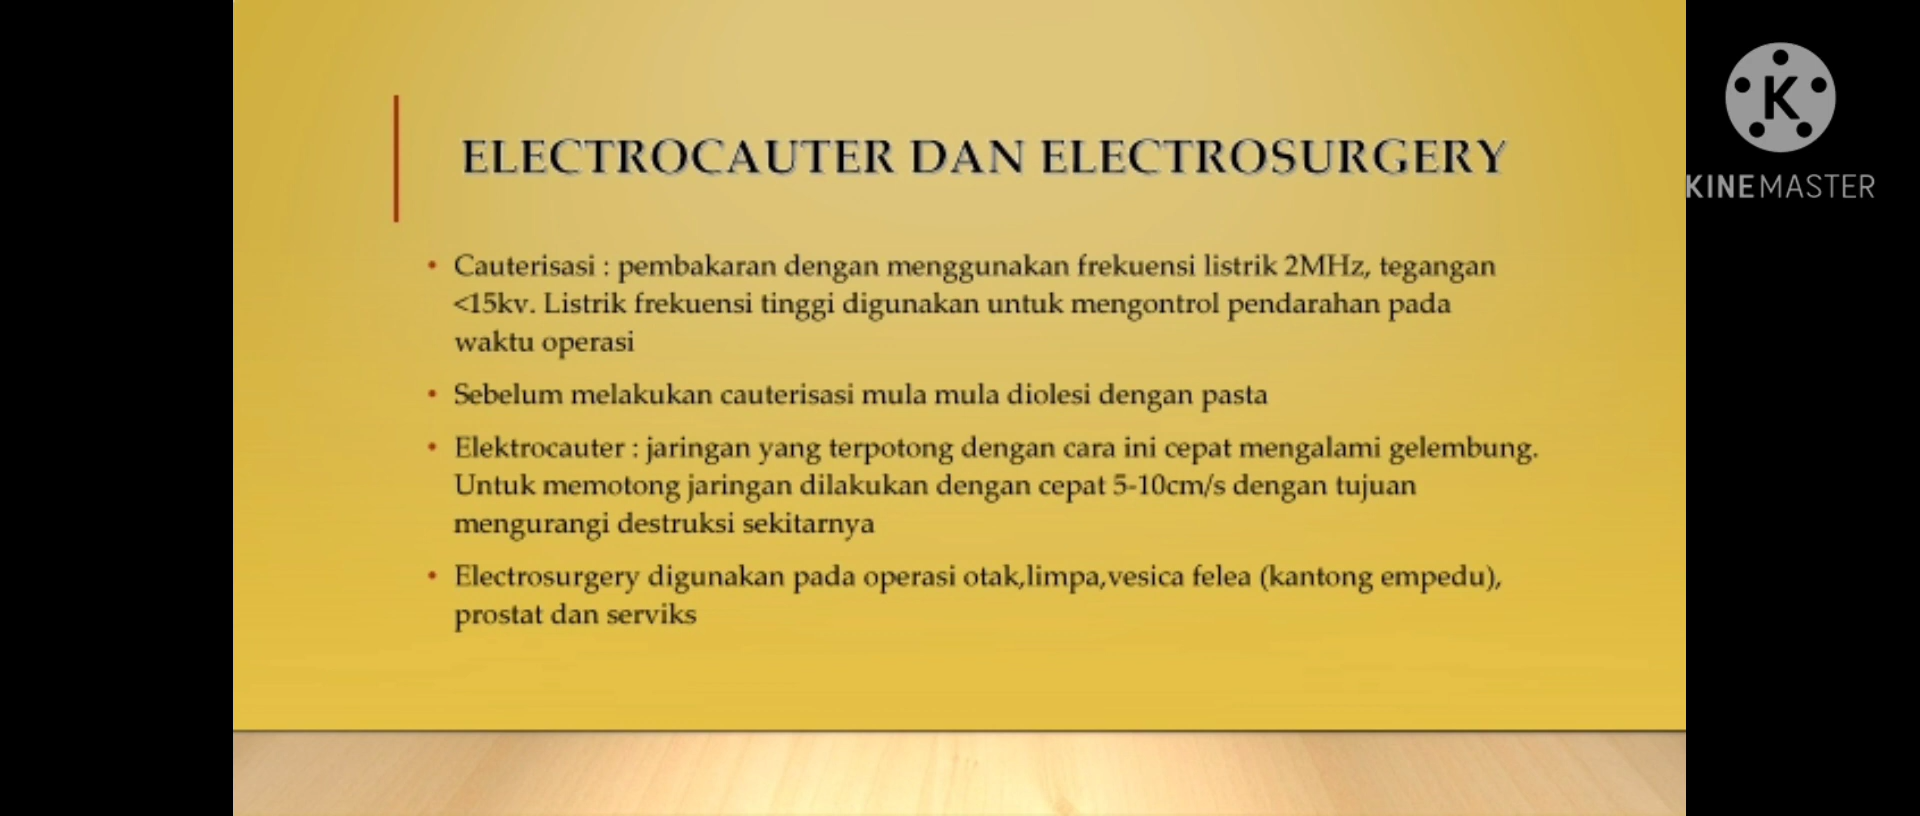 ELECTROCAUTER DAN ELECTROSURGERY
• Cauterisasi : pembakaran dengan menggunakan frekuensi listrik 2MHz, tegangan
<15kv. Listrik frekuensi tinggi digunakan untuk mengontrol pendarahan pada
waktu operasi
• Sebelum melakukan cauterisasi mula mula diolesi dengan pasta
• Elektrocauter : jaringan yang terpotong dengan cara ini cepat mengalami gelembung.
Untuk memotong jaringan dilakukan dengan cepat 5-10cm/s dengan tujuan
mengurangi destruksi sekitarnya
• Electrosurgery digunakan pada operasi otak,limpa,vesica felea (kantong empedu),
prostat dan serviks
K
KINEMASTER